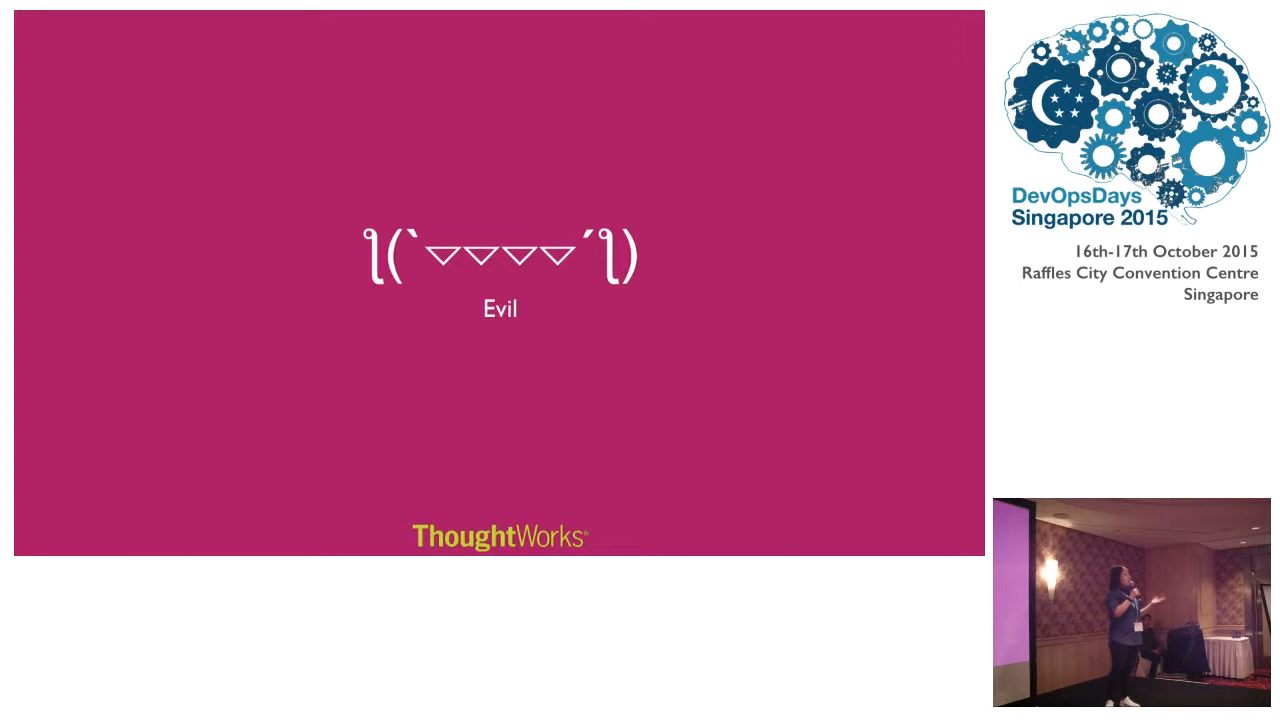 ƪ(`▽▽▽▽´ƪ)
Evil
ThoughtWorks®
DevOpsDays
Singapore 2015
16th-17th October 2015
Raffles City Convention Centre
Singapore